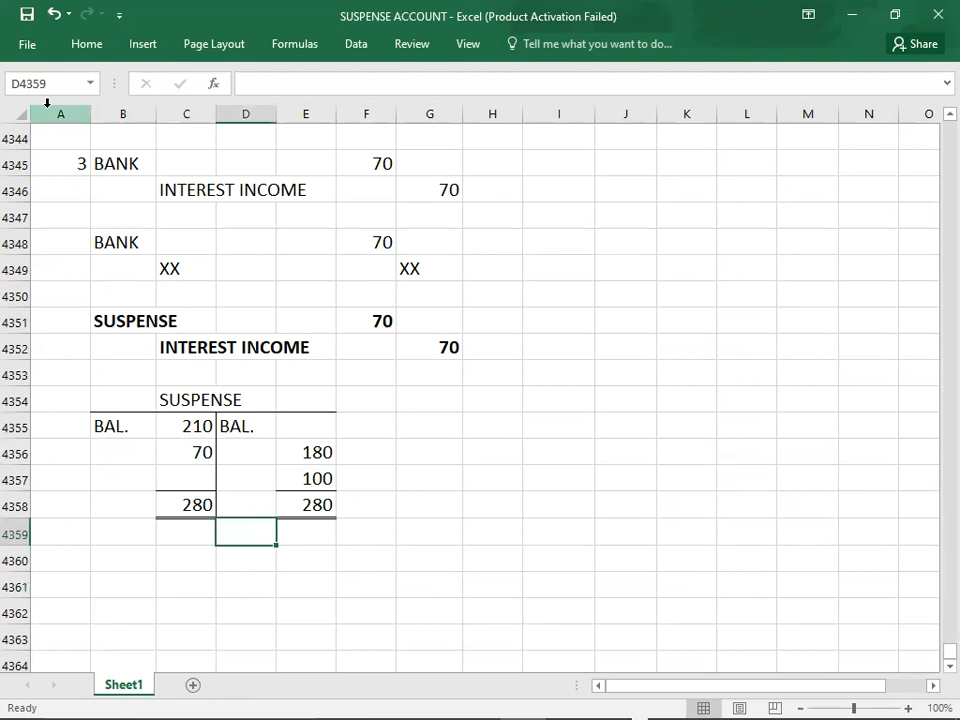 SUSPENSE ACCOUNT - Excel (Product Activation Failed)
File Home Insert Page Layout Formulas Data Review View Tell me what you want to do... Share
D4359 fx
A B C D E F G H I J K L M N O
4344
4345 3 BANK 70
4346 INTEREST INCOME 70
4347
4348 BANK 70
4349 XX XX
4350
4351 SUSPENSE 70
4352 INTEREST INCOME 70
4353
4354 SUSPENSE
4355 BAL. 210 BAL.
4356 70 180
4357 100
4358 280 280
4359
4360
4361
4362
4363
4364
Sheet1
Ready 100%